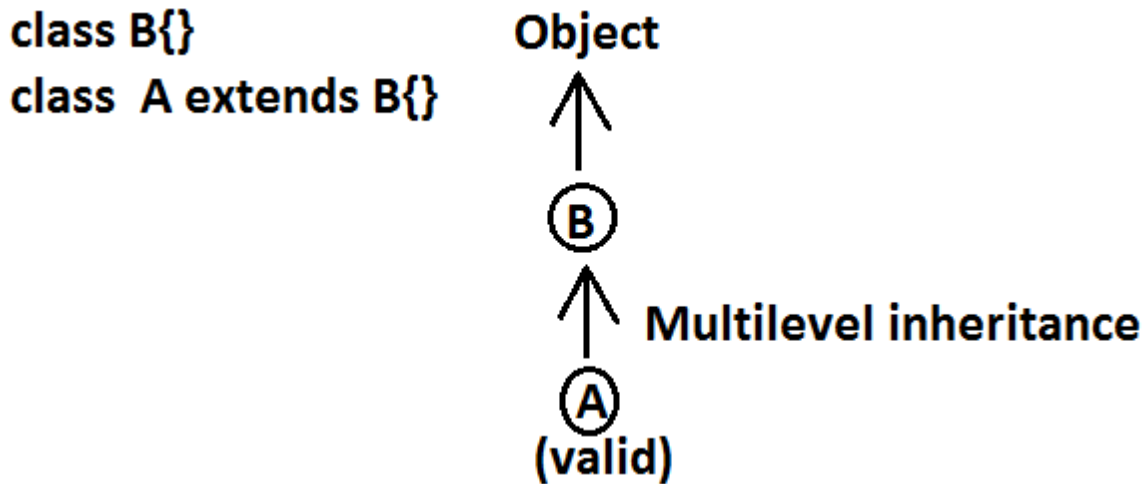 class B{}
class  A extends B{}
Object
B
Multilevel inheritance
A
(valid)